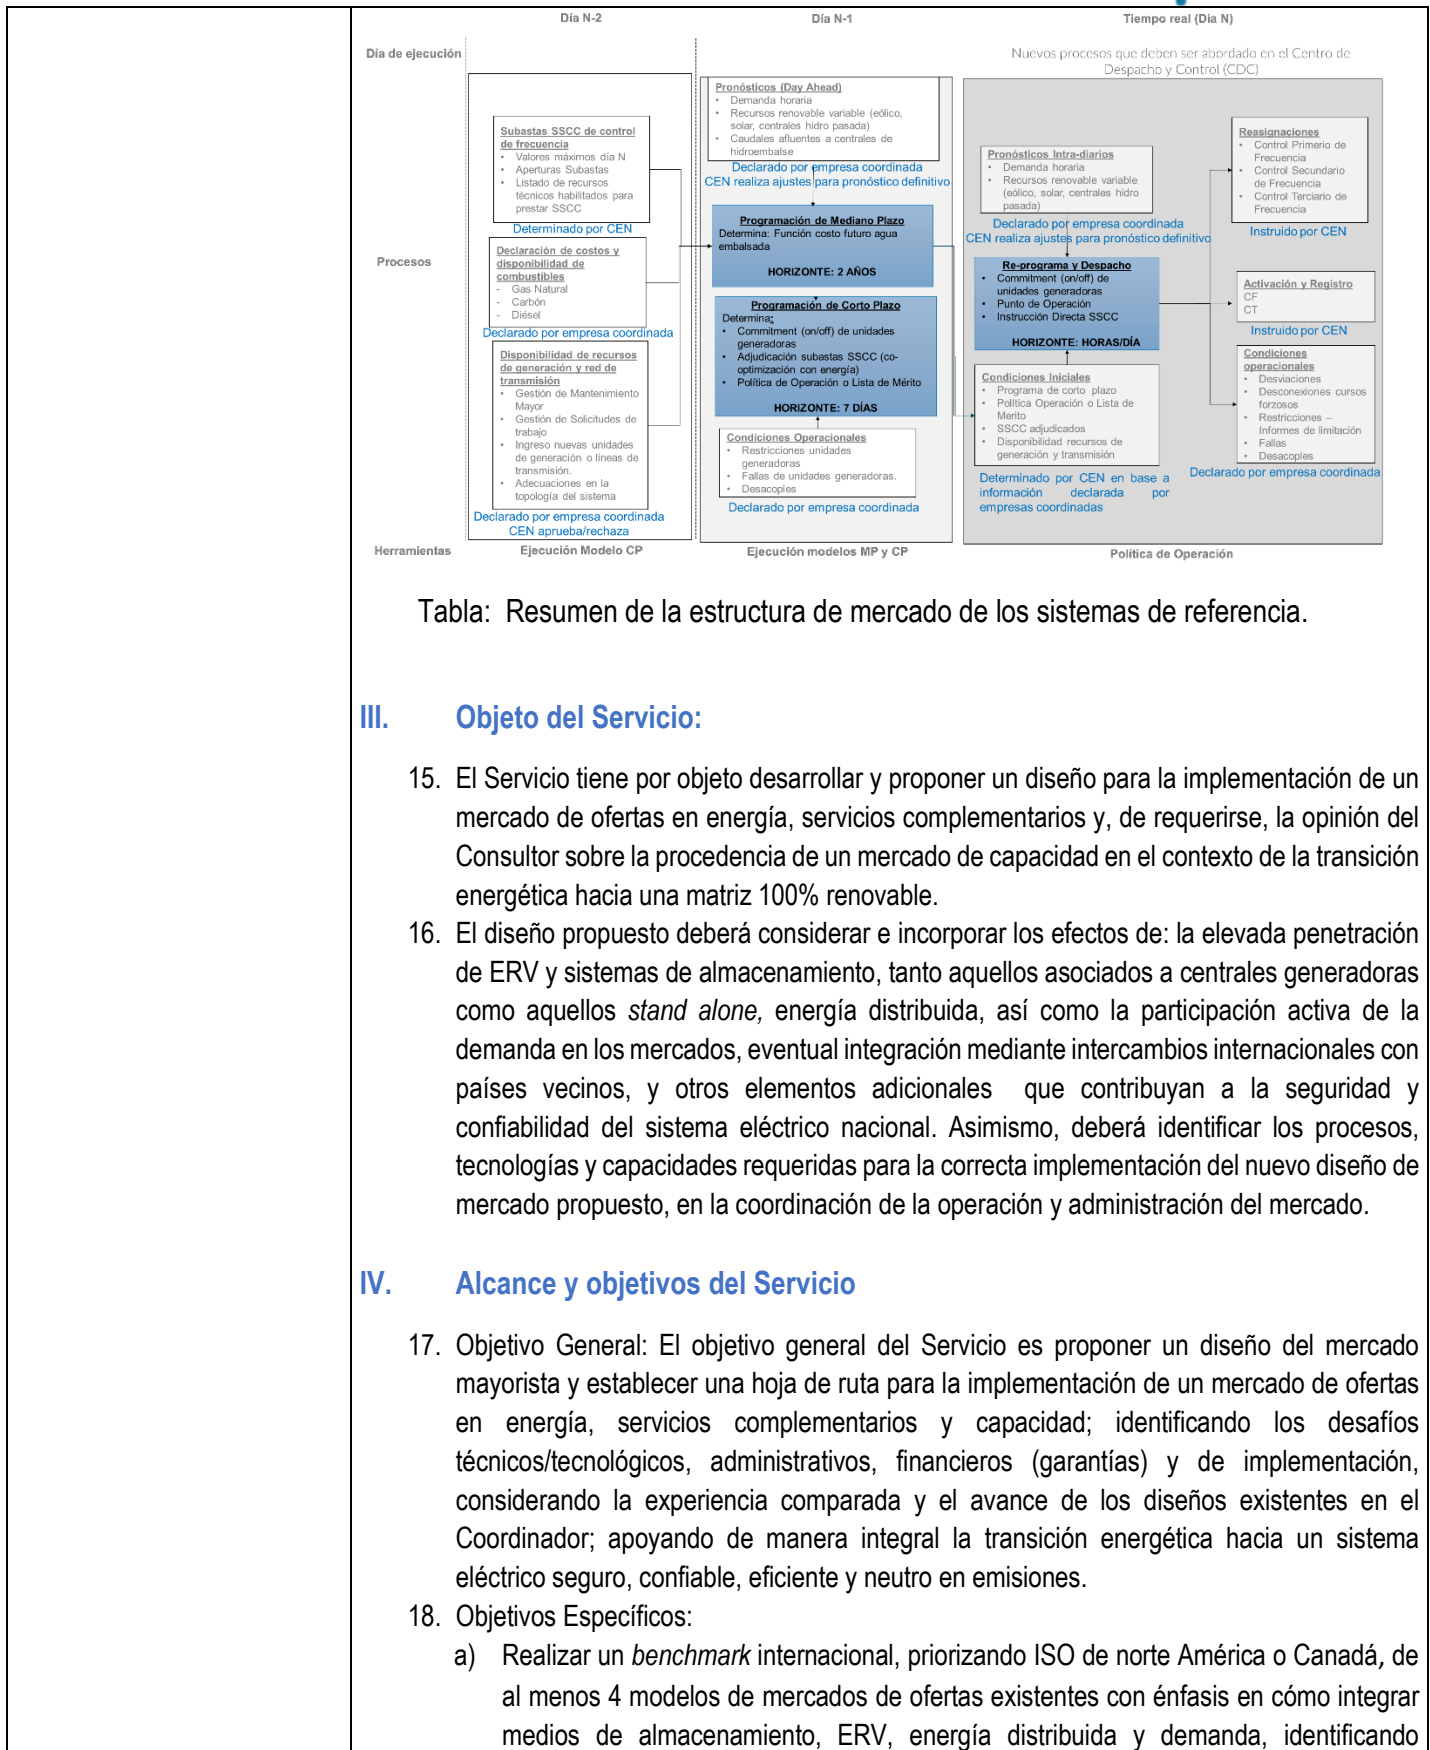 Día N-2
Día N-1
Tiempo real (Dia N)
Día de ejecución
Nuevos procesos que deben ser abordado en el Centro de
Despacho y Control (CDC)
Procesos
Subastas SSCC de control
de frecuencia
• Valores máximos día N
• Aperturas Subastas
• Listado de recursos
técnicos habilitados para
prestar SSCC
Determinado por CEN
Declaración de costos y
disponibilidad de
combustibles
- Gas Natural
- Carbón
- Diésel
Declarado por empresa coordinada
Disponibilidad de recursos
de generación y red de
transmisión
• Gestión de Mantenimiento
Mayor
• Gestión de Solicitudes de
trabajo
• Ingreso nuevas unidades
de generación o líneas de
transmisión.
• Adecuaciones en la
topología del sistema
Declarado por empresa coordinada
CEN aprueba/rechaza
Pronósticos (Day Ahead)
• Demanda horaria
• Recursos renovable variable (eólico,
solar, centrales hidro pasada)
• Caudales afluentes a centrales de
hidroembalse
Declarado por empresa coordinada
CEN realiza ajustes para pronóstico definitivo
Programación de Mediano Plazo
Determina: Función costo futuro agua
embalsada
HORIZONTE: 2 AÑOS
Programación de Corto Plazo
Determina:
• Commitment (on/off) de unidades
generadoras
• Adjudicación subastas SSCC (co-
optimización con energía)
• Política de Operación o Lista de Mérito
HORIZONTE: 7 DÍAS
Condiciones Operacionales
• Restricciones unidades
generadoras
• Fallas de unidades generadoras.
• Desacoples
Declarado por empresa coordinada
Pronósticos Intra-diarios
• Demanda horaria
• Recursos renovable variable
(eólico, solar, centrales hidro
pasada)
Declarado por empresa coordinada
CEN realiza ajustes para pronóstico definitivo
Re-programa y Despacho
• Commitment (on/off) de
unidades generadoras
• Punto de Operación
• Instrucción Directa SSCC
HORIZONTE: HORAS/DÍA
Condiciones Iniciales
• Programa de corto plazo
• Política Operación o Lista de
Merito
• SSCC adjudicados
• Disponibilidad recursos de
generación y transmisión
Determinado por CEN en base a
información declarada por
empresas coordinadas
Reasignaciones
• Control Primario de
Frecuencia
• Control Secundario
de Frecuencia
• Control Terciario de
Frecuencia
Instruido por CEN
Activación y Registro
CF
CT
Instruido por CEN
Condiciones
operacionales
• Desviaciones
• Desconexiones cursos
forzosos
• Restricciones –
Informes de limitación
• Fallas
• Desacoples
Declarado por empresa coordinada
Herramientas
Ejecución Modelo CP
Ejecución modelos MP y CP
Política de Operación
Tabla: Resumen de la estructura de mercado de los sistemas de referencia.
III. Objeto del Servicio:
15. El Servicio tiene por objeto desarrollar y proponer un diseño para la implementación de un
mercado de ofertas en energía, servicios complementarios y, de requerirse, la opinión del
Consultor sobre la procedencia de un mercado de capacidad en el contexto de la transición
energética hacia una matriz 100% renovable.
16. El diseño propuesto deberá considerar e incorporar los efectos de: la elevada penetración
de ERV y sistemas de almacenamiento, tanto aquellos asociados a centrales generadoras
como aquellos stand alone, energía distribuida, así como la participación activa de la
demanda en los mercados, eventual integración mediante intercambios internacionales con
países vecinos, y otros elementos adicionales que contribuyan a la seguridad y
confiabilidad del sistema eléctrico nacional. Asimismo, deberá identificar los procesos,
tecnologías y capacidades requeridas para la correcta implementación del nuevo diseño de
mercado propuesto, en la coordinación de la operación y administración del mercado.
IV. Alcance y objetivos del Servicio
17. Objetivo General: El objetivo general del Servicio es proponer un diseño del mercado
mayorista y establecer una hoja de ruta para la implementación de un mercado de ofertas
en energía, servicios complementarios y capacidad; identificando los desafíos
técnicos/tecnológicos, administrativos, financieros (garantías) y de implementación,
considerando la experiencia comparada y el avance de los diseños existentes en el
Coordinador; apoyando de manera integral la transición energética hacia un sistema
eléctrico seguro, confiable, eficiente y neutro en emisiones.
18. Objetivos Específicos:
a) Realizar un benchmark internacional, priorizando ISO de norte América o Canadá, de
al menos 4 modelos de mercados de ofertas existentes con énfasis en cómo integrar
medios de almacenamiento, ERV, energía distribuida y demanda, identificando